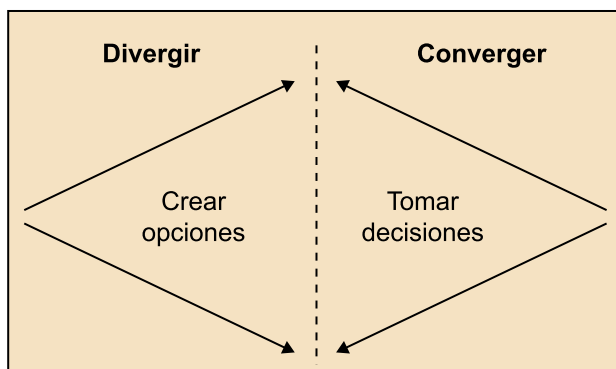 Divergir
Converger
Crear
opciones
Tomar
decisiones